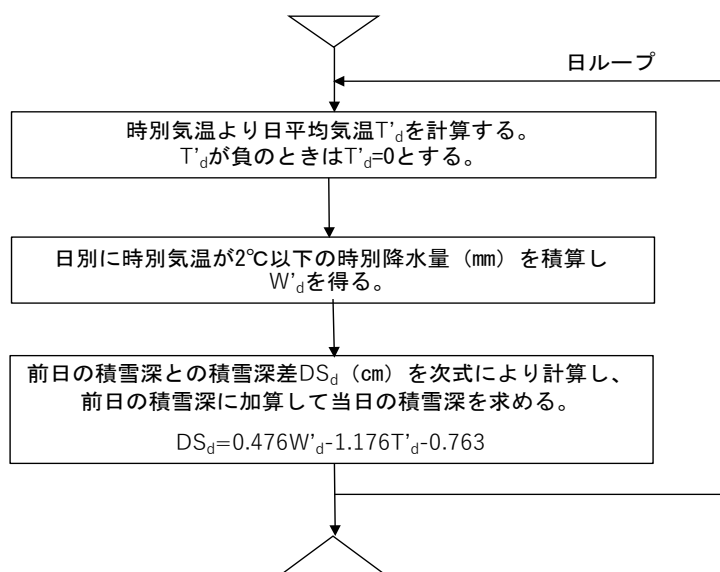 日ループ
時別気温より日平均気温T'dを計算する。
T'dが負のときはT'd=0とする。
日別に時別気温が2℃以下の時別降水量（mm）を積算し
W'dを得る。
前日の積雪深との積雪深差DSd（cm）を次式により計算し、
前日の積雪深に加算して当日の積雪深を求める。
DSd=0.476W'd-1.176T'd-0.763